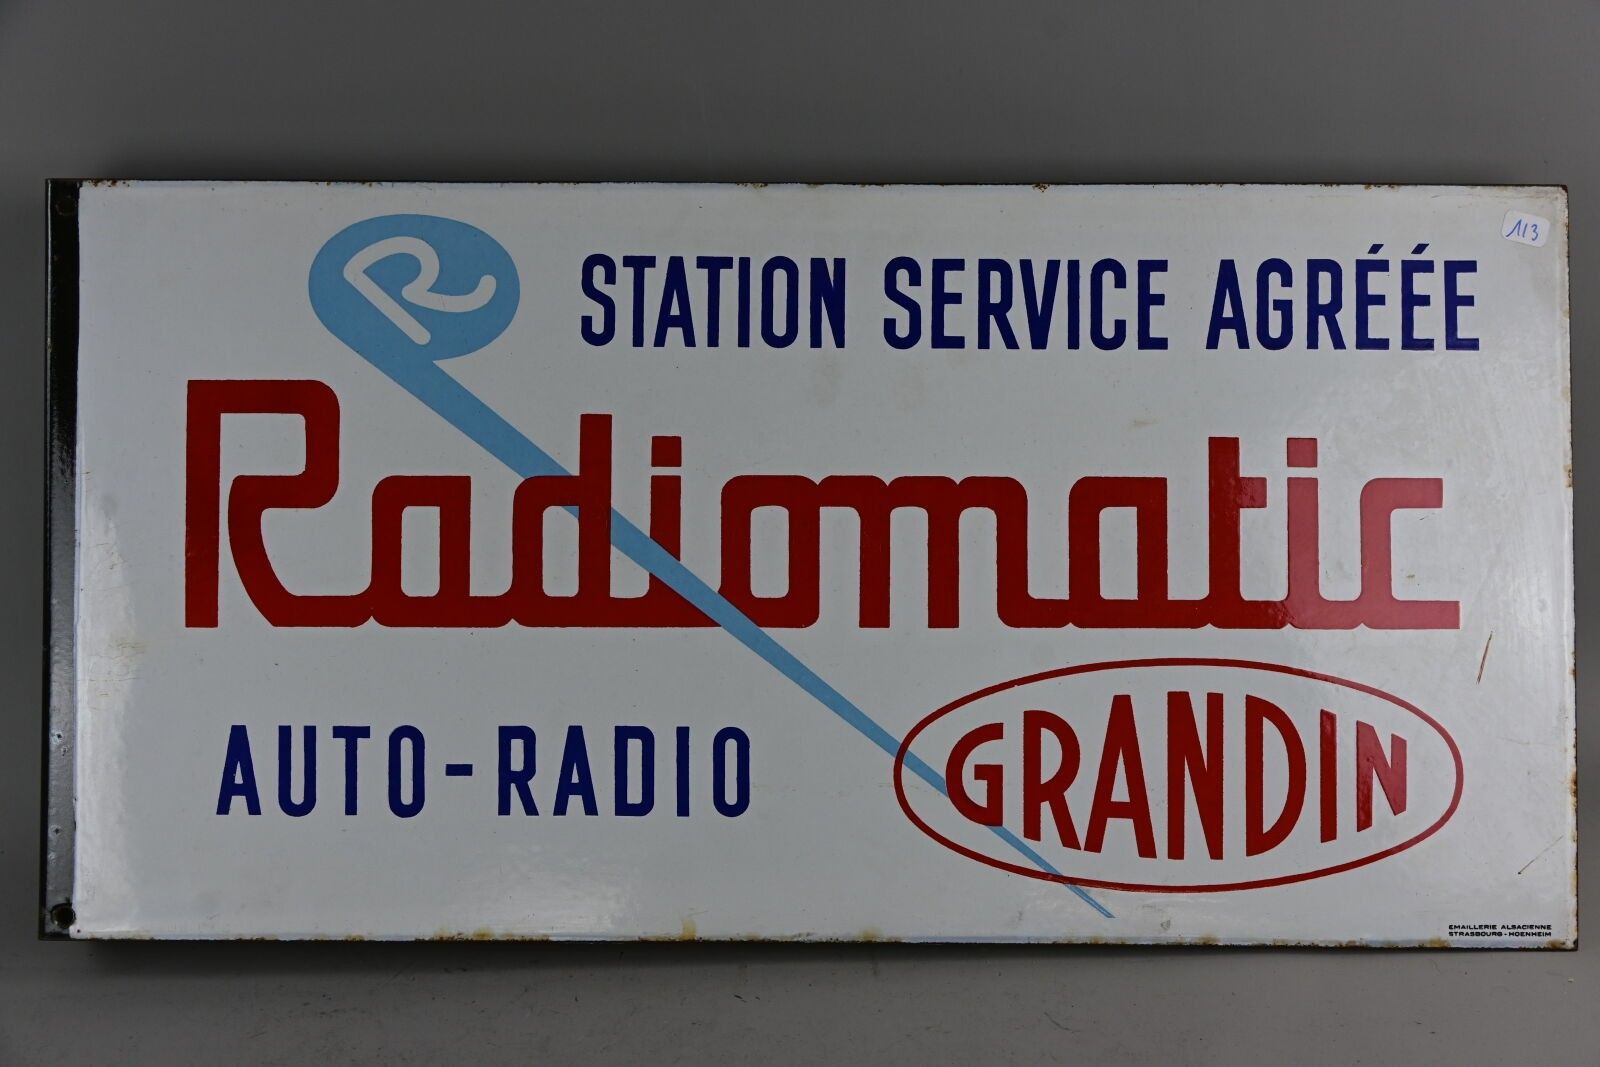 R
STATION SERVICE AGRÉÉE
113
Radiomatic
AUTO-RADIO
GRANDIN
EMAILLERIE ALSACIENNE
STRASBOURG - HOENHEIM